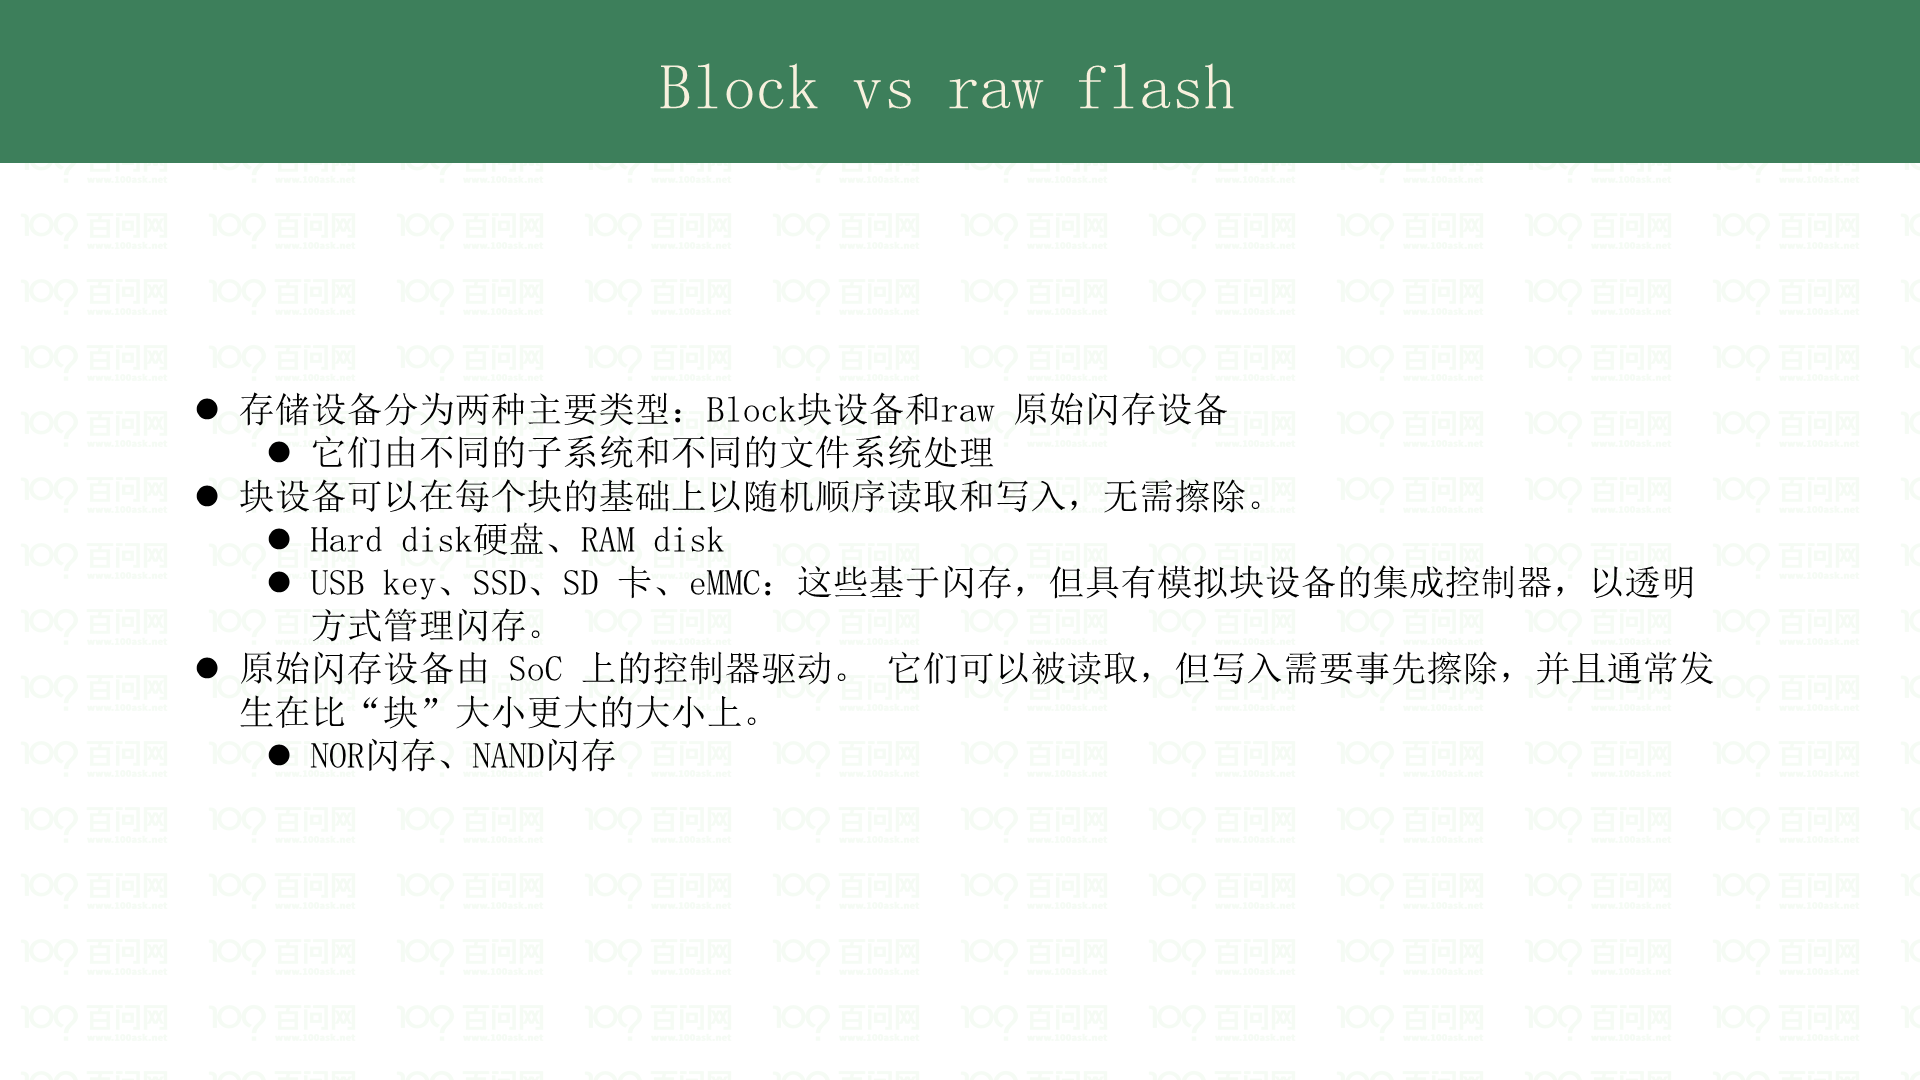 Block vs raw flash
● 存储设备分为两种主要类型：Block块设备和raw 原始闪存设备
● 它们由不同的子系统和不同的文件系统处理
● 块设备可以在每个块的基础上以随机顺序读取和写入，无需擦除。
● Hard disk硬盘、RAM disk
● USB key、SSD、SD 卡、eMMC：这些基于闪存，但具有模拟块设备的集成控制器，以透明
方式管理闪存。
● 原始闪存设备由 SoC 上的控制器驱动。 它们可以被读取，但写入需要事先擦除，并且通常发
生在比“块”大小更大的大小上。
● NOR闪存、NAND闪存
百问网
www.100ask.net